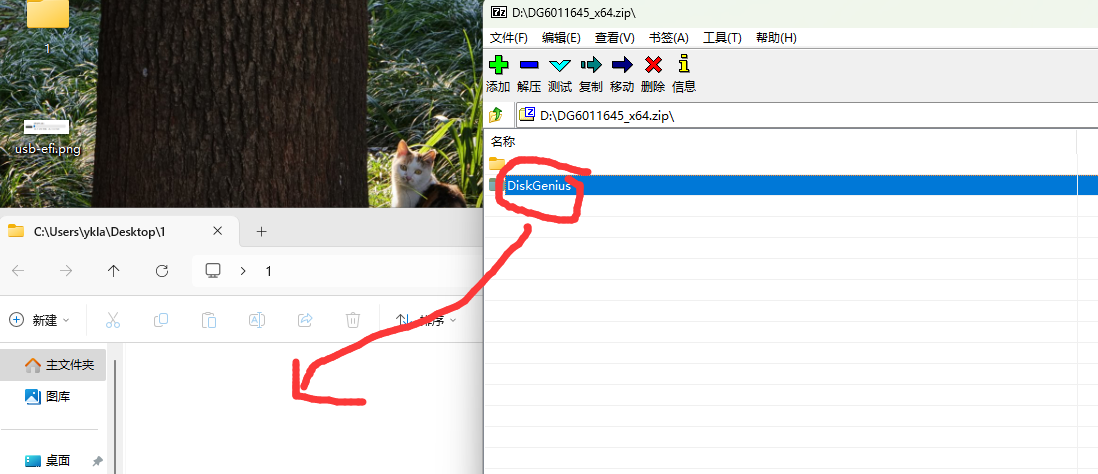 1
usb-efi.png
D:\DG6011645_x64.zip\
文件(F) 编辑(E) 查看(V) 书签(A) 工具(T) 帮助(H)
添加 解压 测试 复制 移动 删除 信息
D:\DG6011645_x64.zip\
名称
DiskGenius
C:\Users\ykla\Desktop\1
1
新建
排序
主文件夹
图库
桌面